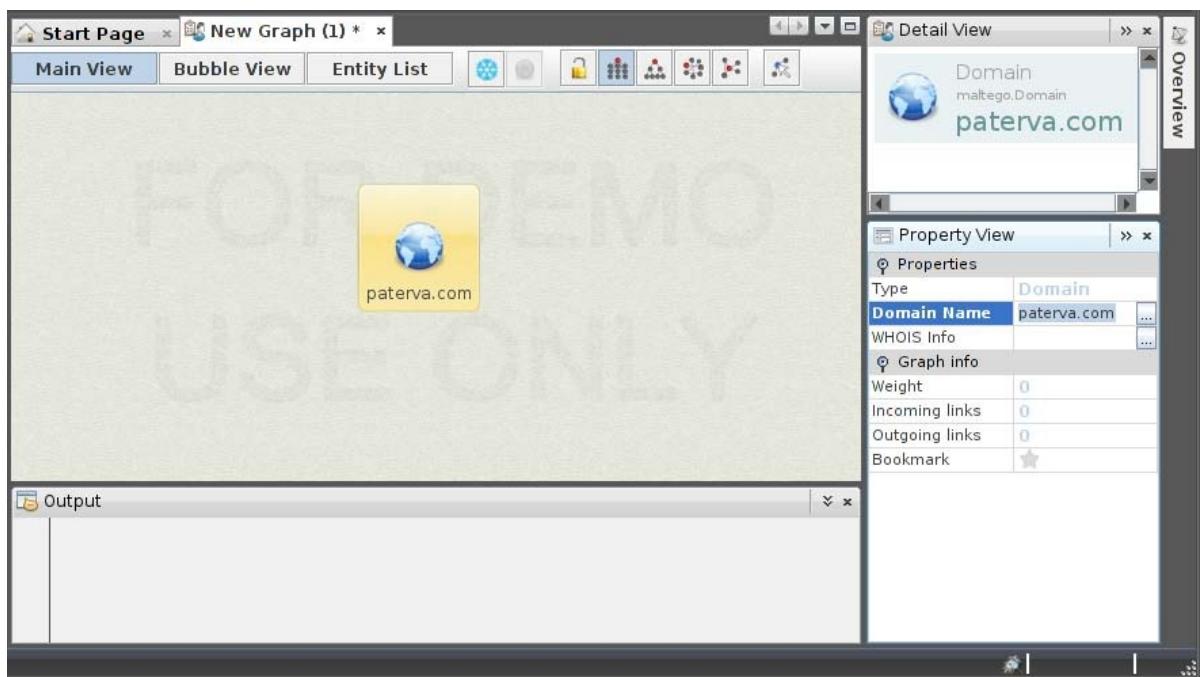 Start Page
New Graph (1) *
Main View
Bubble View
Entity List
FOR DEMO
USE ONLY
paterva.com
Output
Detail View
Domain
maltego.Domain
paterva.com
Property View
Properties
Type Domain
Domain Name paterva.com ...
WHOIS Info ...
Graph info
Weight 0
Incoming links 0
Outgoing links 0
Bookmark
Overview